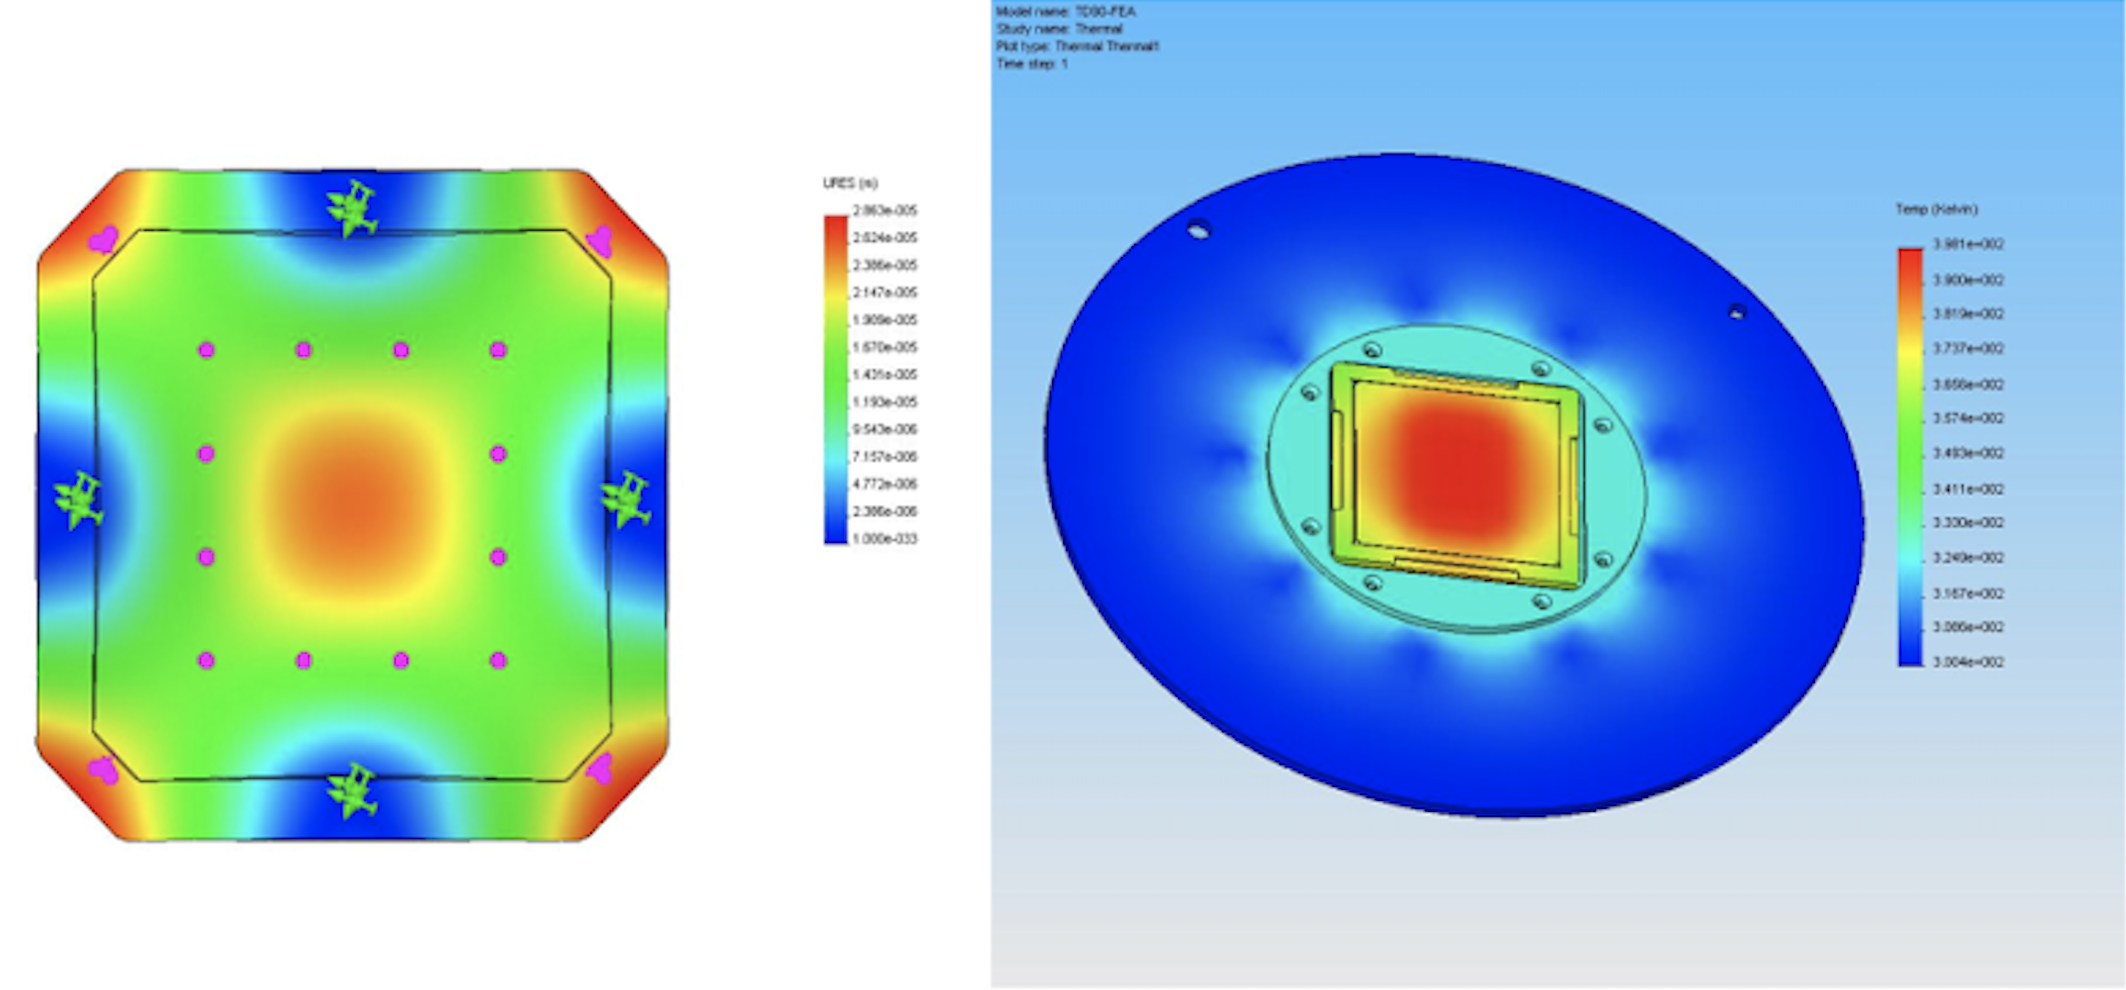 URES (m)
2.863e-005
2.624e-005
2.386e-005
2.147e-005
1.909e-005
1.670e-005
1.431e-005
1.193e-005
9.543e-006
7.157e-006
4.772e-006
2.386e-006
1.000e-033
Model name: TD90-FEA
Study name: Thermal
Plot type: Thermal Thermal1
Time step: 1
Temp (Kelvin)
3.981e+002
3.900e+002
3.819e+002
3.737e+002
3.656e+002
3.574e+002
3.493e+002
3.411e+002
3.330e+002
3.249e+002
3.167e+002
3.086e+002
3.004e+002